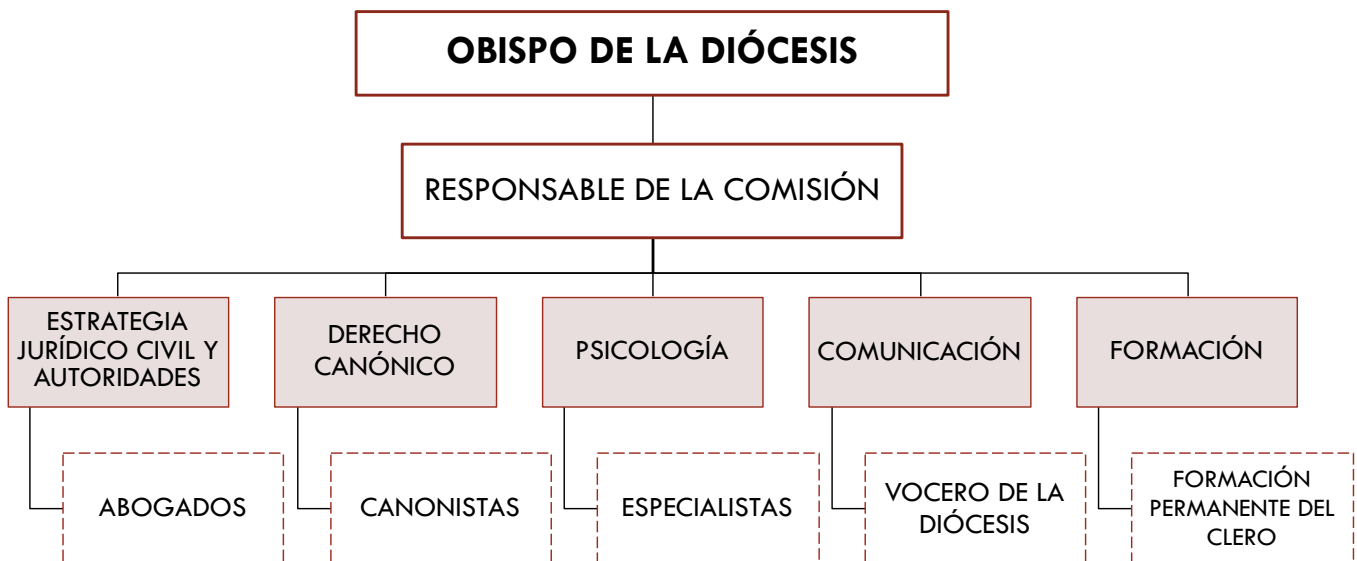 OBISPO DE LA DIÓCESIS
RESPONSABLE DE LA COMISIÓN
ESTRATEGIA
JURÍDICO CIVIL Y
AUTORIDADES
DERECHO
CANÓNICO
PSICOLOGÍA
COMUNICACIÓN
FORMACIÓN
ABOGADOS
CANONISTAS
ESPECIALISTAS
VOCERO DE LA
DIÓCESIS
FORMACIÓN
PERMANENTE DEL
CLERO